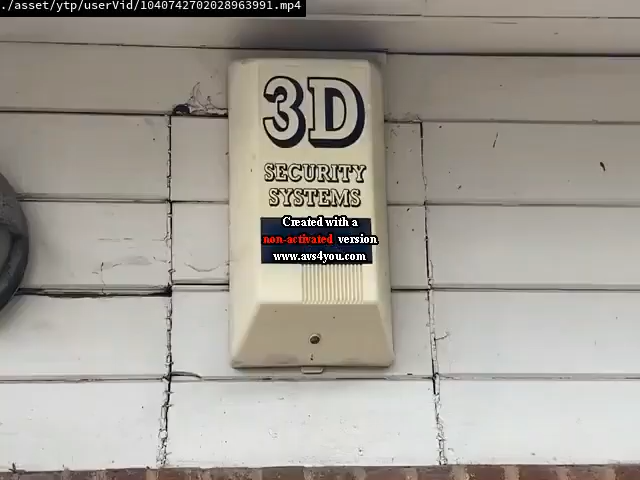 ./asset/ytp/userVid/1040742702028963991.mp4
3D
SECURITY
SYSTEMS
Created with a
non-activated version
www.avs4you.com